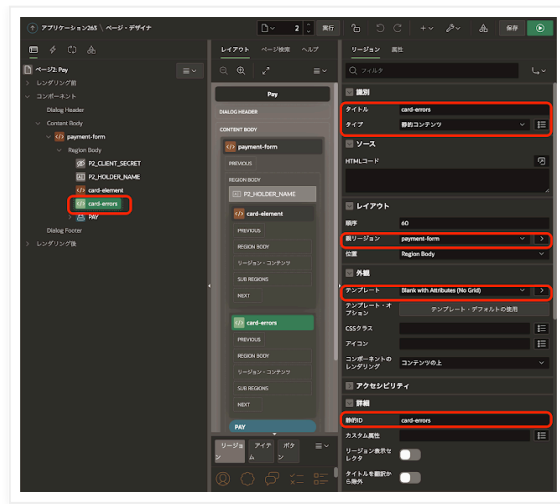 アプリケーション265 \ ページ・デザイナ
2
実行
保存
ページ2: Pay
レンダリング前
コンポーネント
Dialog Header
Content Body
payment-form
Region Body
P2_CLIENT_SECRET
P2_HOLDER_NAME
card-element
card-errors
PAY
Dialog Footer
レンダリング後
レイアウト
ページ検索
ヘルプ
Pay
DIALOG HEADER
CONTENT BODY
payment-form
PREVIOUS
REGION BODY
P2_HOLDER_NAME
card-element
PREVIOUS
REGION BODY
リージョン・コンテンツ
SUB REGIONS
NEXT
card-errors
PREVIOUS
REGION BODY
リージョン・コンテンツ
SUB REGIONS
NEXT
PAY
リージョン
アイテム
ボタン
リージョン
属性
フィルタ
識別
タイトル card-errors
タイプ 静的コンテンツ
ソース
HTMLコード
レイアウト
順序 60
親リージョン payment-form
位置 Region Body
外観
テンプレート Blank with Attributes (No Grid)
テンプレート・オプション テンプレート・デフォルトの使用
CSSクラス
アイコン
コンポーネントのレンダリング コンテンツの上
アクセシビリティ
詳細
静的ID card-errors
カスタム属性
リージョン表示セレクタ
タイトルを翻訳から除外